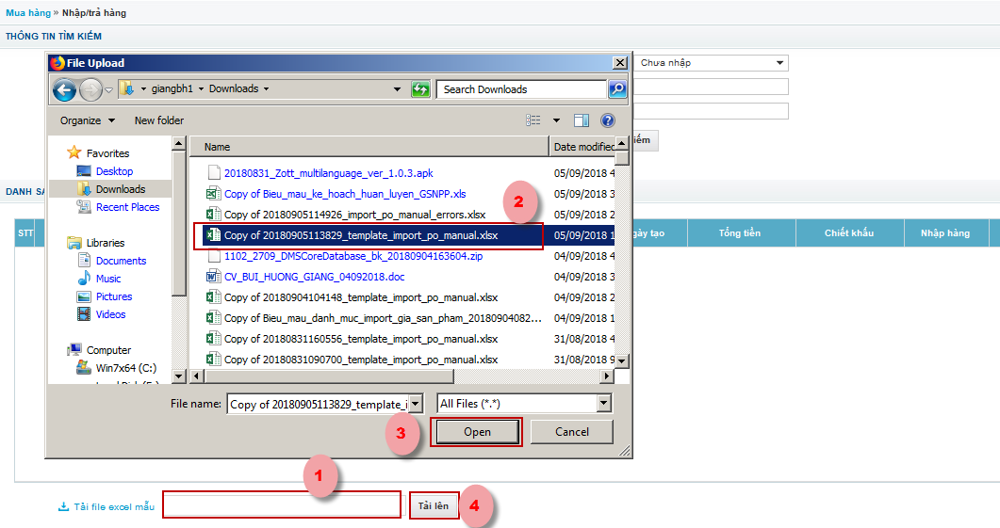 Mua hàng » Nhập/trả hàng
THÔNG TIN TÌM KIẾM
File Upload
Chưa nhập
giangbh1 Downloads
Search Downloads
Organize New folder
Name Date modified
Favorites
Desktop
Downloads
Recent Places
Libraries
Documents
Music
Pictures
Videos
Computer
Win7x64 (C:)
20180831_Zott_multilanguage_ver_1.0.3.apk 05/09/2018 4
Copy of Bieu_mau_ke_hoach_huan_luyen_GSNPP.xls 05/09/2018 3
Copy of 20180905114926_import_po_manual_errors.xlsx 05/09/2018 2
Copy of 20180905113829_template_import_po_manual.xlsx 05/09/2018 1
1102_2709_DMSCoreDatabase_bk_20180904163604.zip 04/09/2018 4
CV_BUI_HUONG_GIANG_04092018.doc 04/09/2018 3
Copy of 20180904104148_template_import_po_manual.xlsx 04/09/2018 2
Copy of Bieu_mau_danh_muc_import_gia_san_pham_20180904082... 04/09/2018 1
Copy of 20180831160556_template_import_po_manual.xlsx 31/08/2018 4
Copy of 20180831090700_template_import_po_manual.xlsx 31/08/2018 9
2
File name: Copy of 20180905113829_template_i All Files (*.*)
3 Open Cancel
iếm
DANH SÁ
STT gày tạo Tổng tiền Chiết khấu Nhập hàng
1
Tải file excel mẫu Tải lên 4